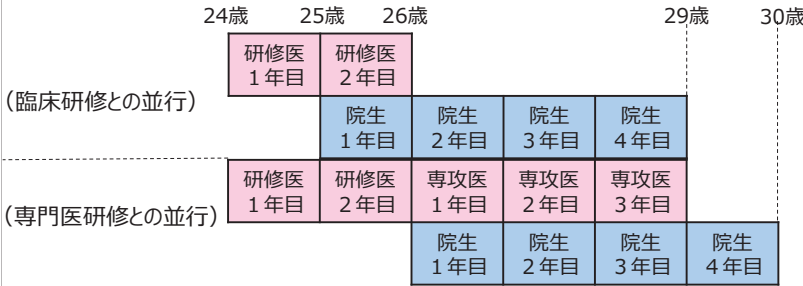 24歳 25歳 26歳 29歳 30歳
研修医 研修医
1年目 2年目
（臨床研修との並行）
院生 院生 院生 院生
1年目 2年目 3年目 4年目
研修医 研修医 専攻医 専攻医 専攻医
1年目 2年目 1年目 2年目 3年目
（専門医研修との並行）
院生 院生 院生 院生
1年目 2年目 3年目 4年目